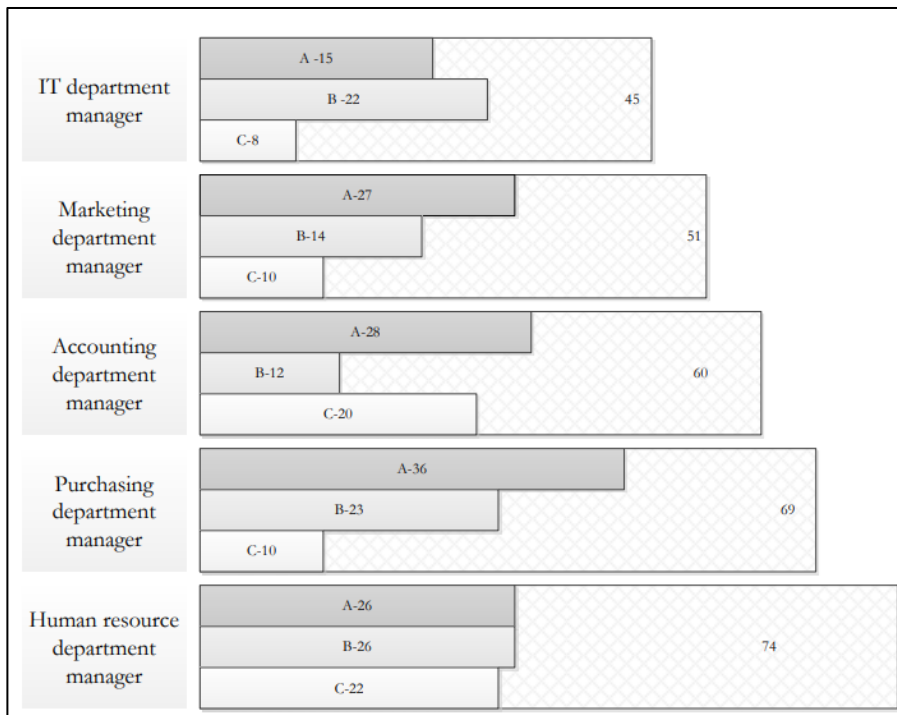 IT department
manager
A -15
B -22
C-8
45
Marketing
department
manager
A-27
B-14
C-10
51
Accounting
department
manager
A-28
B-12
C-20
60
Purchasing
department
manager
A-36
B-23
C-10
69
Human resource
department
manager
A-26
B-26
C-22
74